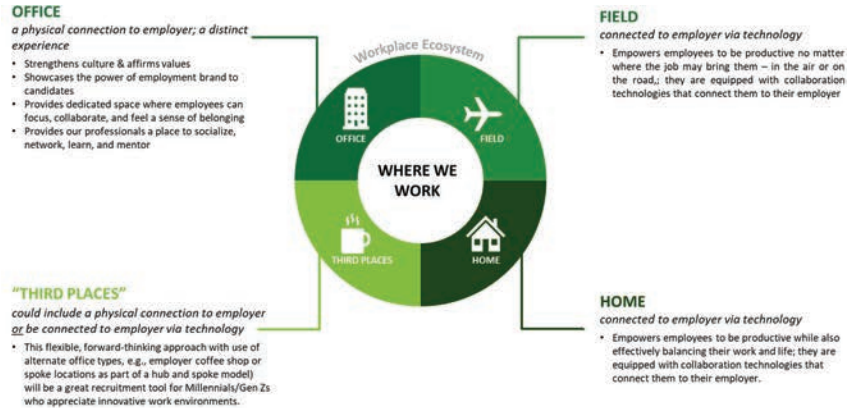 OFFICE
a physical connection to employer; a distinct
experience
• Strengthens culture & affirms values
• Showcases the power of employment brand to
candidates
• Provides dedicated space where employees can
focus, collaborate, and feel a sense of belonging
• Provides our professionals a place to socialize,
network, learn, and mentor
Workplace Ecosystem
OFFICE
FIELD
WHERE WE
WORK
THIRD PLACES
HOME
FIELD
connected to employer via technology
• Empowers employees to be productive no matter
where the job may bring them – in the air or on
the road,; they are equipped with collaboration
technologies that connect them to their employer
"THIRD PLACES"
could include a physical connection to employer
or be connected to employer via technology
• This flexible, forward-thinking approach with use of
alternate office types, e.g., employer coffee shop or
spoke locations as part of a hub and spoke model)
will be a great recruitment tool for Millennials/Gen Zs
who appreciate innovative work environments.
HOME
connected to employer via technology
• Empowers employees to be productive while also
effectively balancing their work and life; they are
equipped with collaboration technologies that
connect them to their employer.